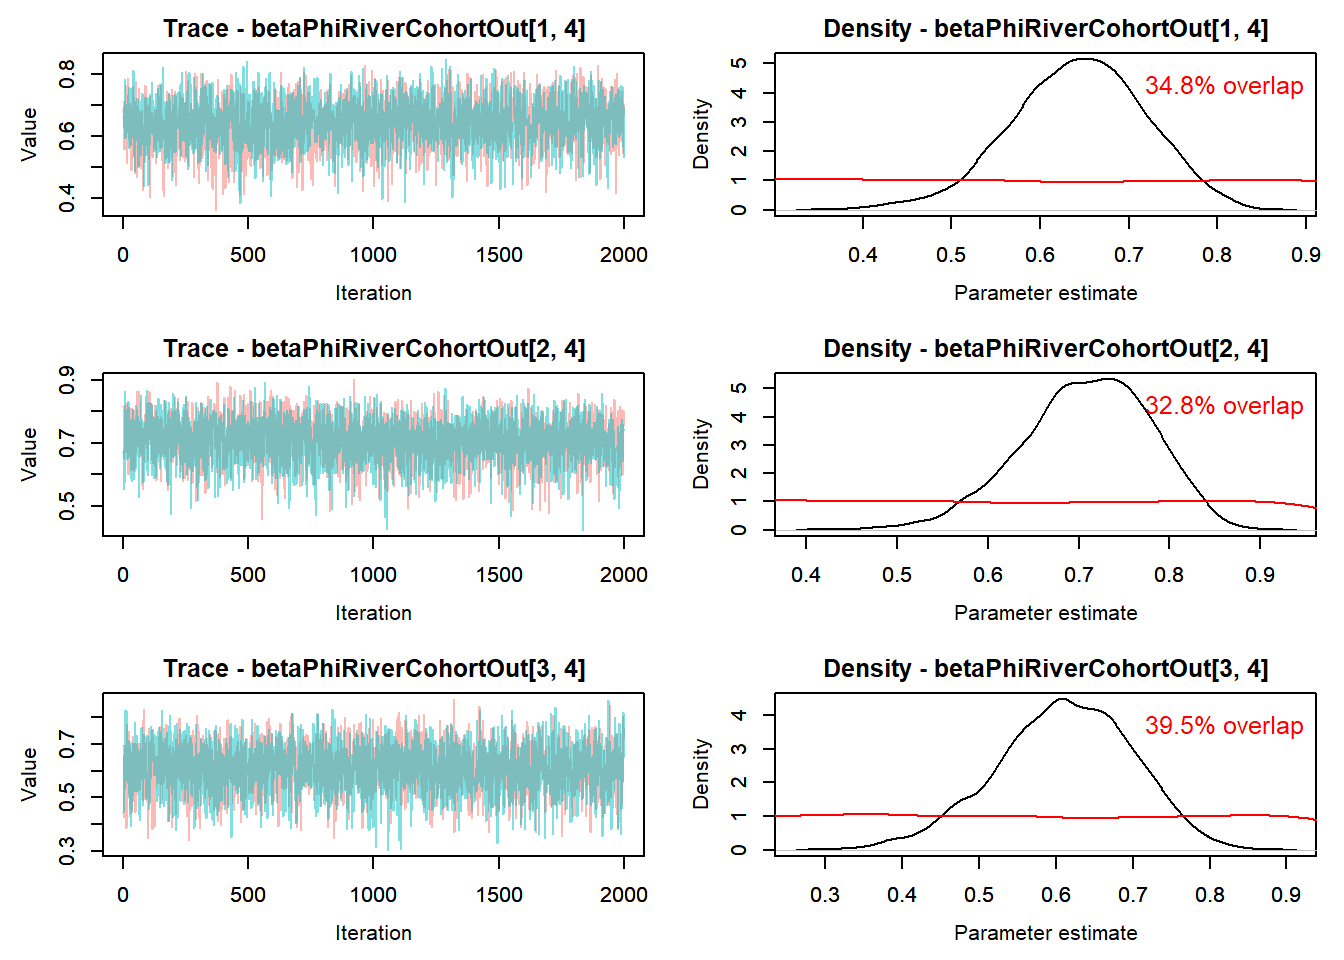 Trace - betaPhiRiverCohortOut[1, 4]
Value
0.4 0.6 0.8
0 500 1000 1500 2000
Iteration
Density - betaPhiRiverCohortOut[1, 4]
34.8% overlap
Density
0 1 2 3 4 5
0.4 0.5 0.6 0.7 0.8 0.9
Parameter estimate
Trace - betaPhiRiverCohortOut[2, 4]
Value
0.5 0.7 0.9
0 500 1000 1500 2000
Iteration
Density - betaPhiRiverCohortOut[2, 4]
32.8% overlap
Density
0 1 2 3 4 5
0.4 0.5 0.6 0.7 0.8 0.9
Parameter estimate
Trace - betaPhiRiverCohortOut[3, 4]
Value
0.3 0.5 0.7
0 500 1000 1500 2000
Iteration
Density - betaPhiRiverCohortOut[3, 4]
39.5% overlap
Density
0 1 2 3 4
0.3 0.4 0.5 0.6 0.7 0.8 0.9
Parameter estimate